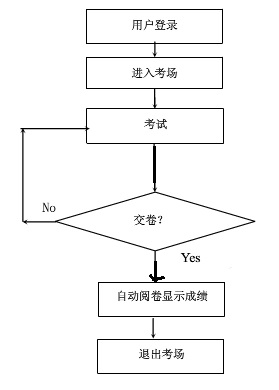 用户登录
进入考场
考试
No
交卷？
Yes
自动阅卷显示成绩
退出考场